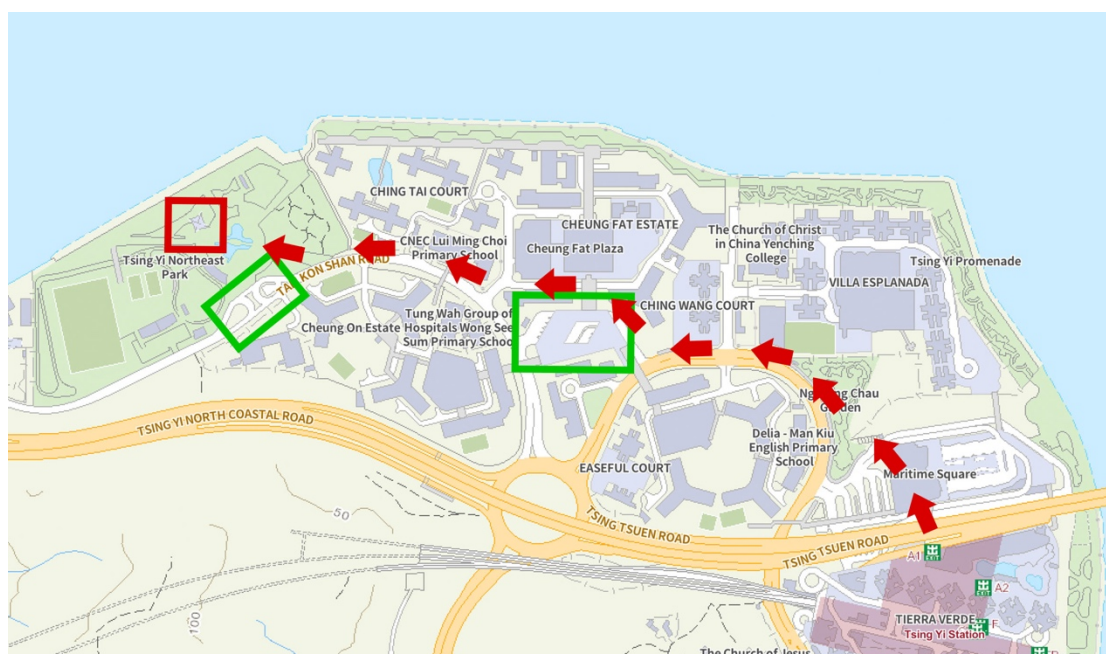 CHING TAI COURT
CHEUNG FAT ESTATE
Cheung Fat Plaza
CNEC Lui Ming Choi
Primary School
The Church of Christ
in China Yenching
College
Tsing Yi Promenade
Tsing Yi Northeast
Park
TAM KON SHAN ROAD
VILLA ESPLANADA
CHING WANG COURT
Cheung On Estate
Tung Wah Group of
Hospitals Wong See
Sum Primary School
TSING YI NORTH COASTAL ROAD
Delia - Man Kiu
English Primary
School
EASEFUL COURT
Maritime Square
50
100
TSING TSUEN ROAD
TSING TSUEN ROAD
A1
EXIT
A2
EXIT
TIERRA VERDE
F
EXIT
Tsing Yi Station
The Church of Jesus